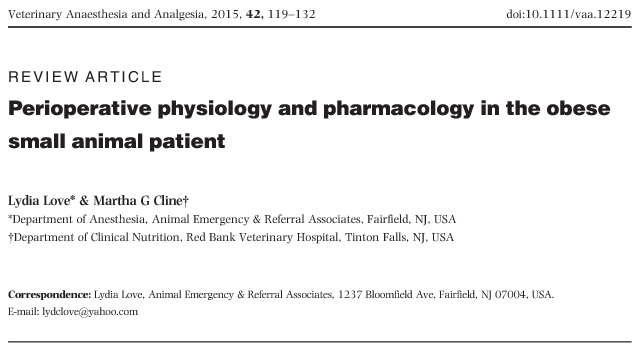 Veterinary Anaesthesia and Analgesia, 2015, 42, 119–132 doi:10.1111/vaa.12219
REVIEW ARTICLE
Perioperative physiology and pharmacology in the obese
small animal patient
Lydia Love* & Martha G Cline†
*Department of Anesthesia, Animal Emergency & Referral Associates, Fairfield, NJ, USA
†Department of Clinical Nutrition, Red Bank Veterinary Hospital, Tinton Falls, NJ, USA
Correspondence: Lydia Love, Animal Emergency & Referral Associates, 1237 Bloomfield Ave, Fairfield, NJ 07004, USA.
E-mail: lydclove@yahoo.com